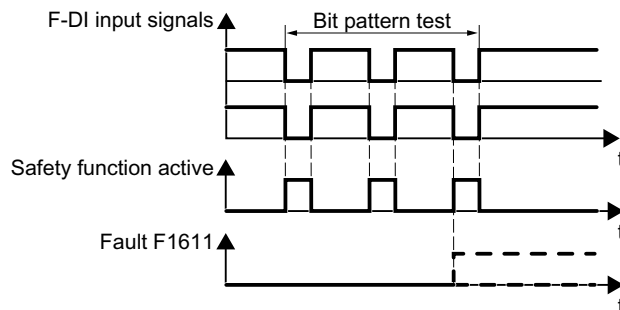 F-DI input signals
Bit pattern test
t
Safety function active
t
Fault F1611
t